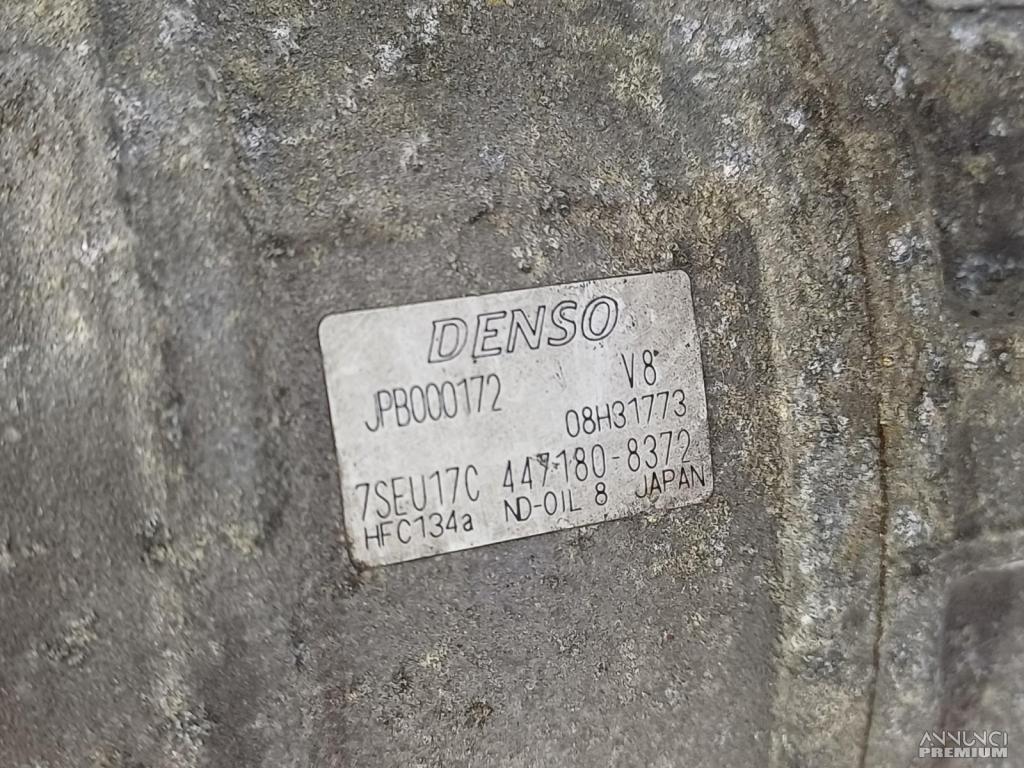 DENSO
JPB000172 V8
08H31773
7SEU17C 447180-8372
HFC134a ND-OIL 8 JAPAN
ANNUNCI
PREMIUM